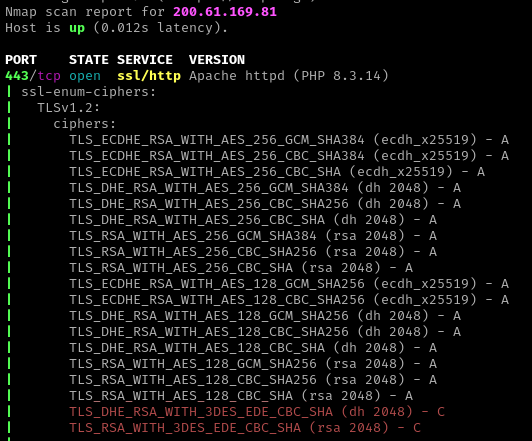 Nmap scan report for 200.61.169.81
Host is up (0.012s latency).
PORT    STATE SERVICE  VERSION
443/tcp open  ssl/http Apache httpd (PHP 8.3.14)
| ssl-enum-ciphers:
|   TLSv1.2:
|     ciphers:
|       TLS_ECDHE_RSA_WITH_AES_256_GCM_SHA384 (ecdh_x25519) - A
|       TLS_ECDHE_RSA_WITH_AES_256_CBC_SHA384 (ecdh_x25519) - A
|       TLS_ECDHE_RSA_WITH_AES_256_CBC_SHA (ecdh_x25519) - A
|       TLS_DHE_RSA_WITH_AES_256_GCM_SHA384 (dh 2048) - A
|       TLS_DHE_RSA_WITH_AES_256_CBC_SHA256 (dh 2048) - A
|       TLS_DHE_RSA_WITH_AES_256_CBC_SHA (dh 2048) - A
|       TLS_RSA_WITH_AES_256_GCM_SHA384 (rsa 2048) - A
|       TLS_RSA_WITH_AES_256_CBC_SHA256 (rsa 2048) - A
|       TLS_RSA_WITH_AES_256_CBC_SHA (rsa 2048) - A
|       TLS_ECDHE_RSA_WITH_AES_128_GCM_SHA256 (ecdh_x25519) - A
|       TLS_ECDHE_RSA_WITH_AES_128_CBC_SHA256 (ecdh_x25519) - A
|       TLS_DHE_RSA_WITH_AES_128_GCM_SHA256 (dh 2048) - A
|       TLS_DHE_RSA_WITH_AES_128_CBC_SHA256 (dh 2048) - A
|       TLS_DHE_RSA_WITH_AES_128_CBC_SHA (dh 2048) - A
|       TLS_RSA_WITH_AES_128_GCM_SHA256 (rsa 2048) - A
|       TLS_RSA_WITH_AES_128_CBC_SHA256 (rsa 2048) - A
|       TLS_RSA_WITH_AES_128_CBC_SHA (rsa 2048) - A
|       TLS_DHE_RSA_WITH_3DES_EDE_CBC_SHA (dh 2048) - C
|       TLS_RSA_WITH_3DES_EDE_CBC_SHA (rsa 2048) - C